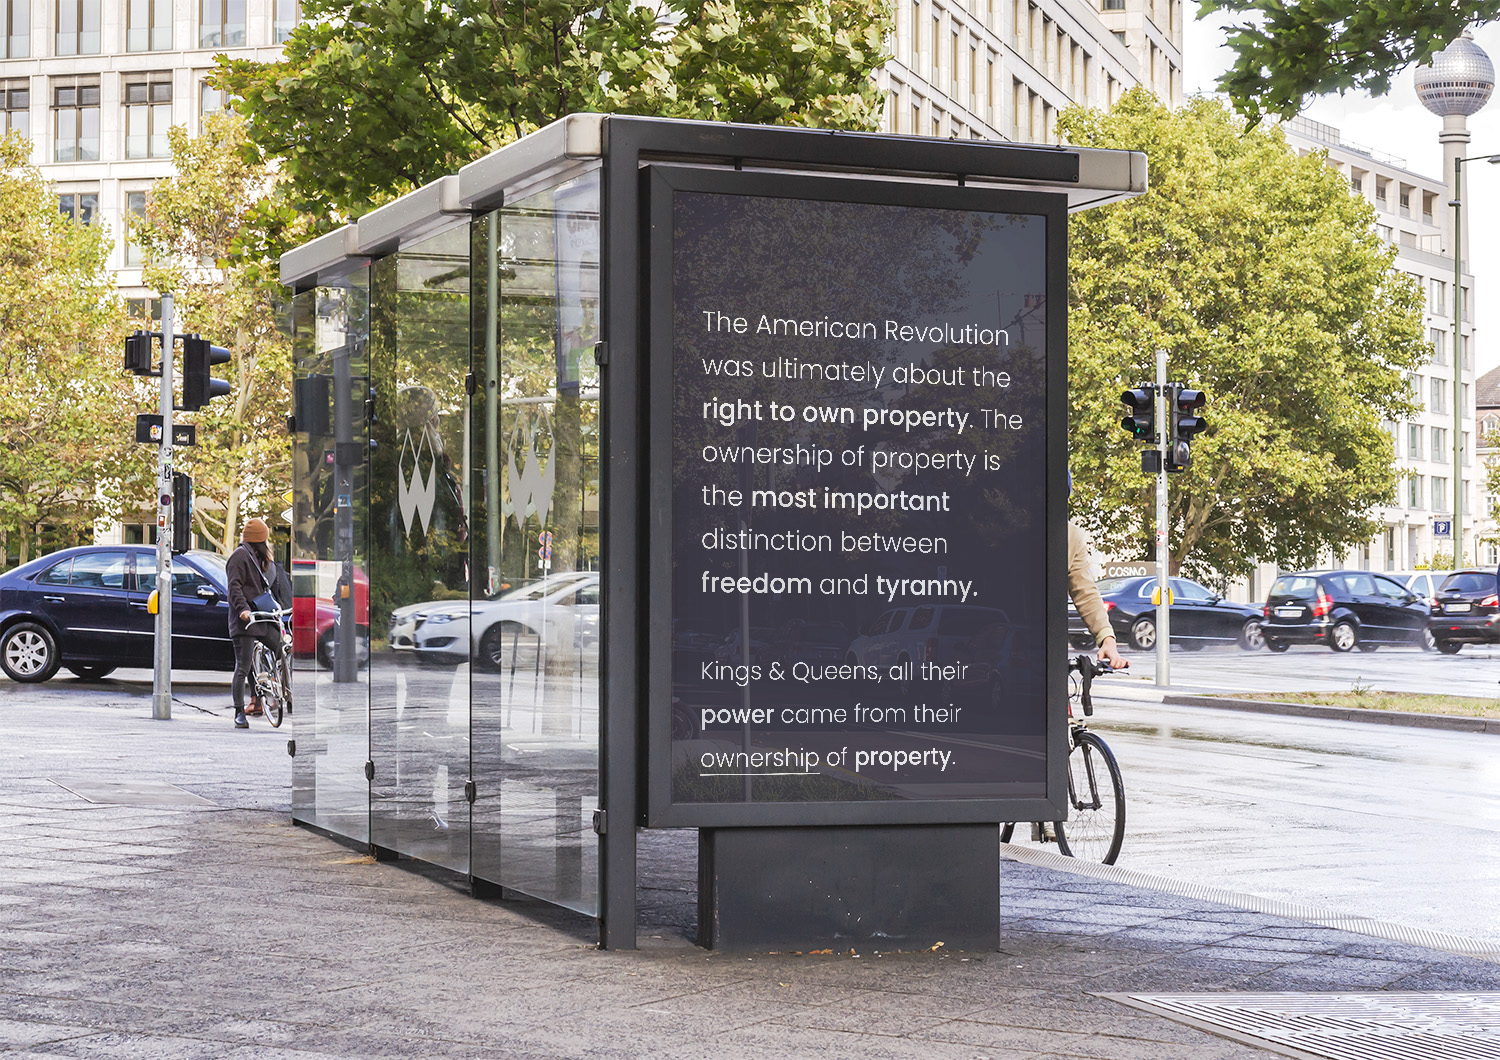 The American Revolution
was ultimately about the
right to own property. The
ownership of property is
the most important
distinction between
freedom and tyranny.
Kings & Queens, all their
power came from their
ownership of property.
COSMO